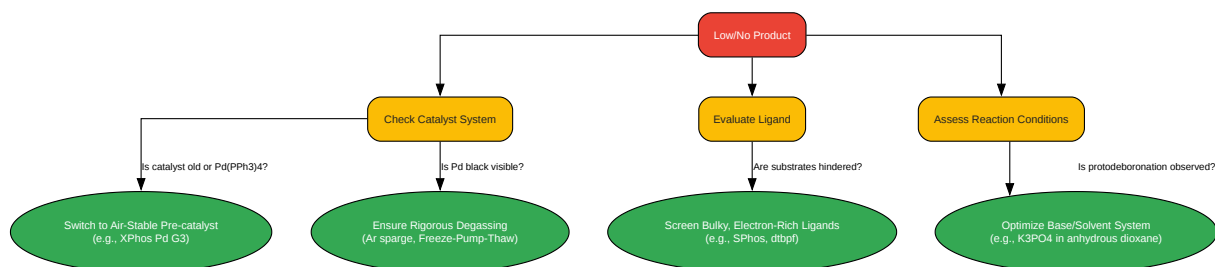 Low/No Product
Check Catalyst System
Evaluate Ligand
Assess Reaction Conditions
Is catalyst old or Pd(PPh3)4?
Is Pd black visible?
Are substrates hindered?
Is protodeboronation observed?
Switch to Air-Stable Pre-catalyst
(e.g., XPhos Pd G3)
Ensure Rigorous Degassing
(Ar sparge, Freeze-Pump-Thaw)
Screen Bulky, Electron-Rich Ligands
(e.g., SPhos, dtbpf)
Optimize Base/Solvent System
(e.g., K3PO4 in anhydrous dioxane)